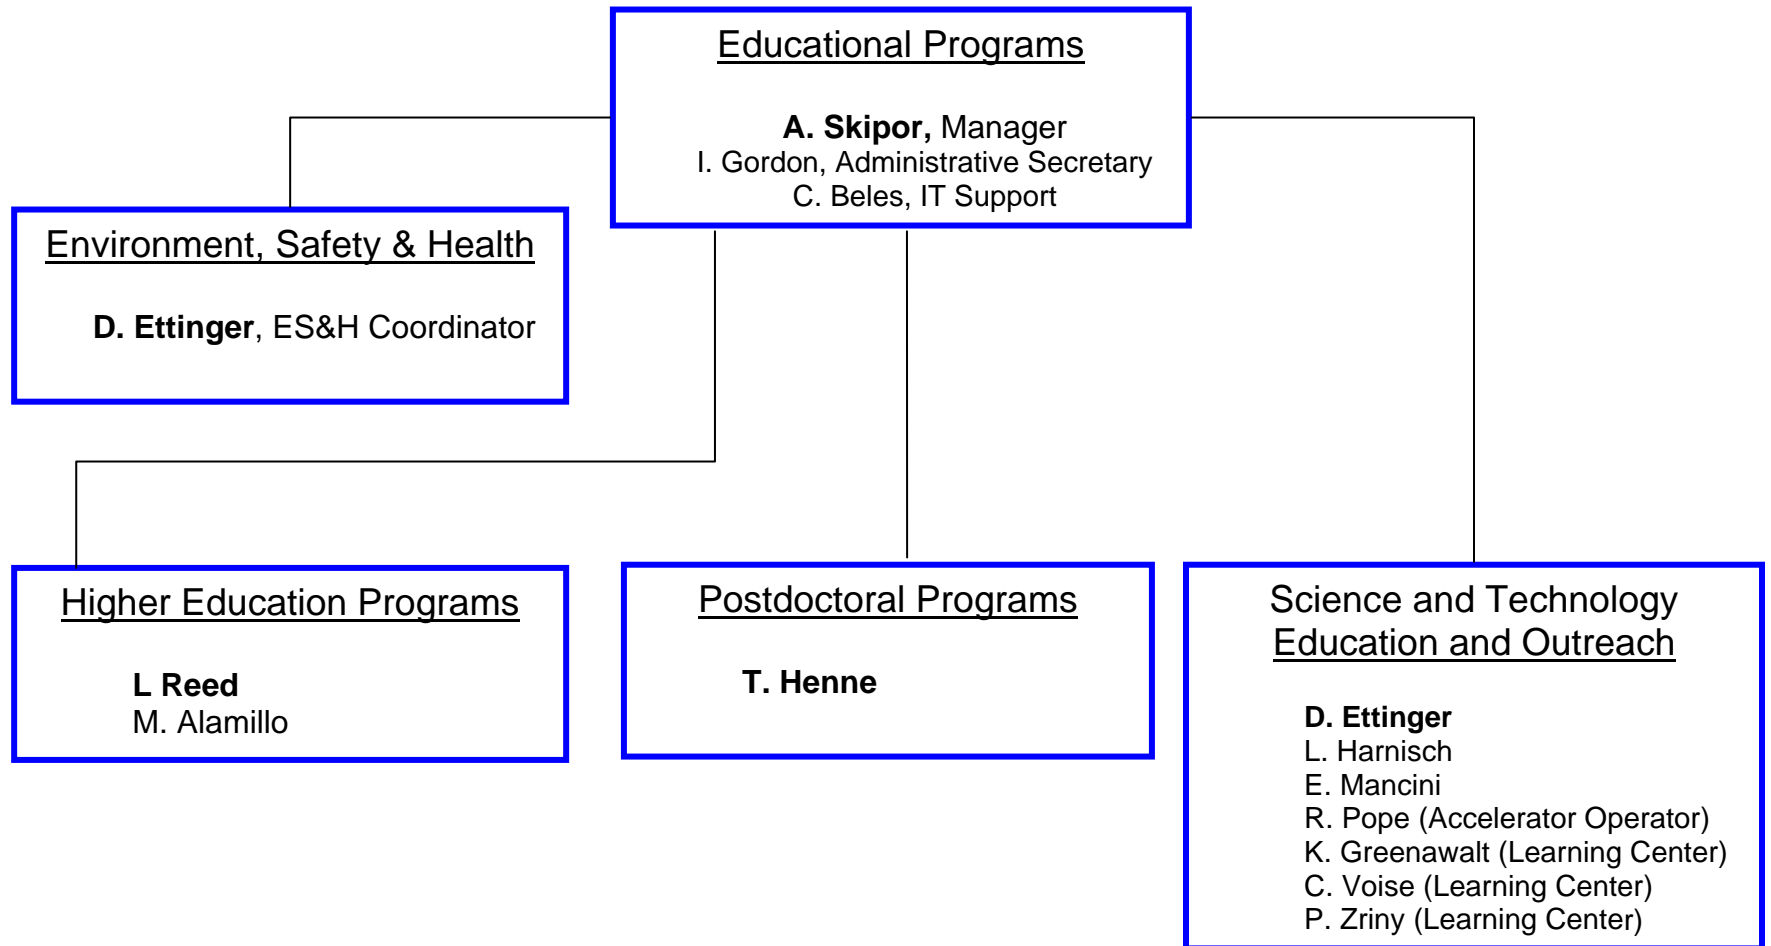 Educational Programs
A. Skipor, Manager
I. Gordon, Administrative Secretary
C. Beles, IT Support
Environment, Safety & Health
D. Ettinger, ES&H Coordinator
Higher Education Programs
L Reed
M. Alamillo
Postdoctoral Programs
T. Henne
Science and Technology
Education and Outreach
D. Ettinger
L. Harnisch
E. Mancini
R. Pope (Accelerator Operator)
K. Greenawalt (Learning Center)
C. Voise (Learning Center)
P. Zriny (Learning Center)